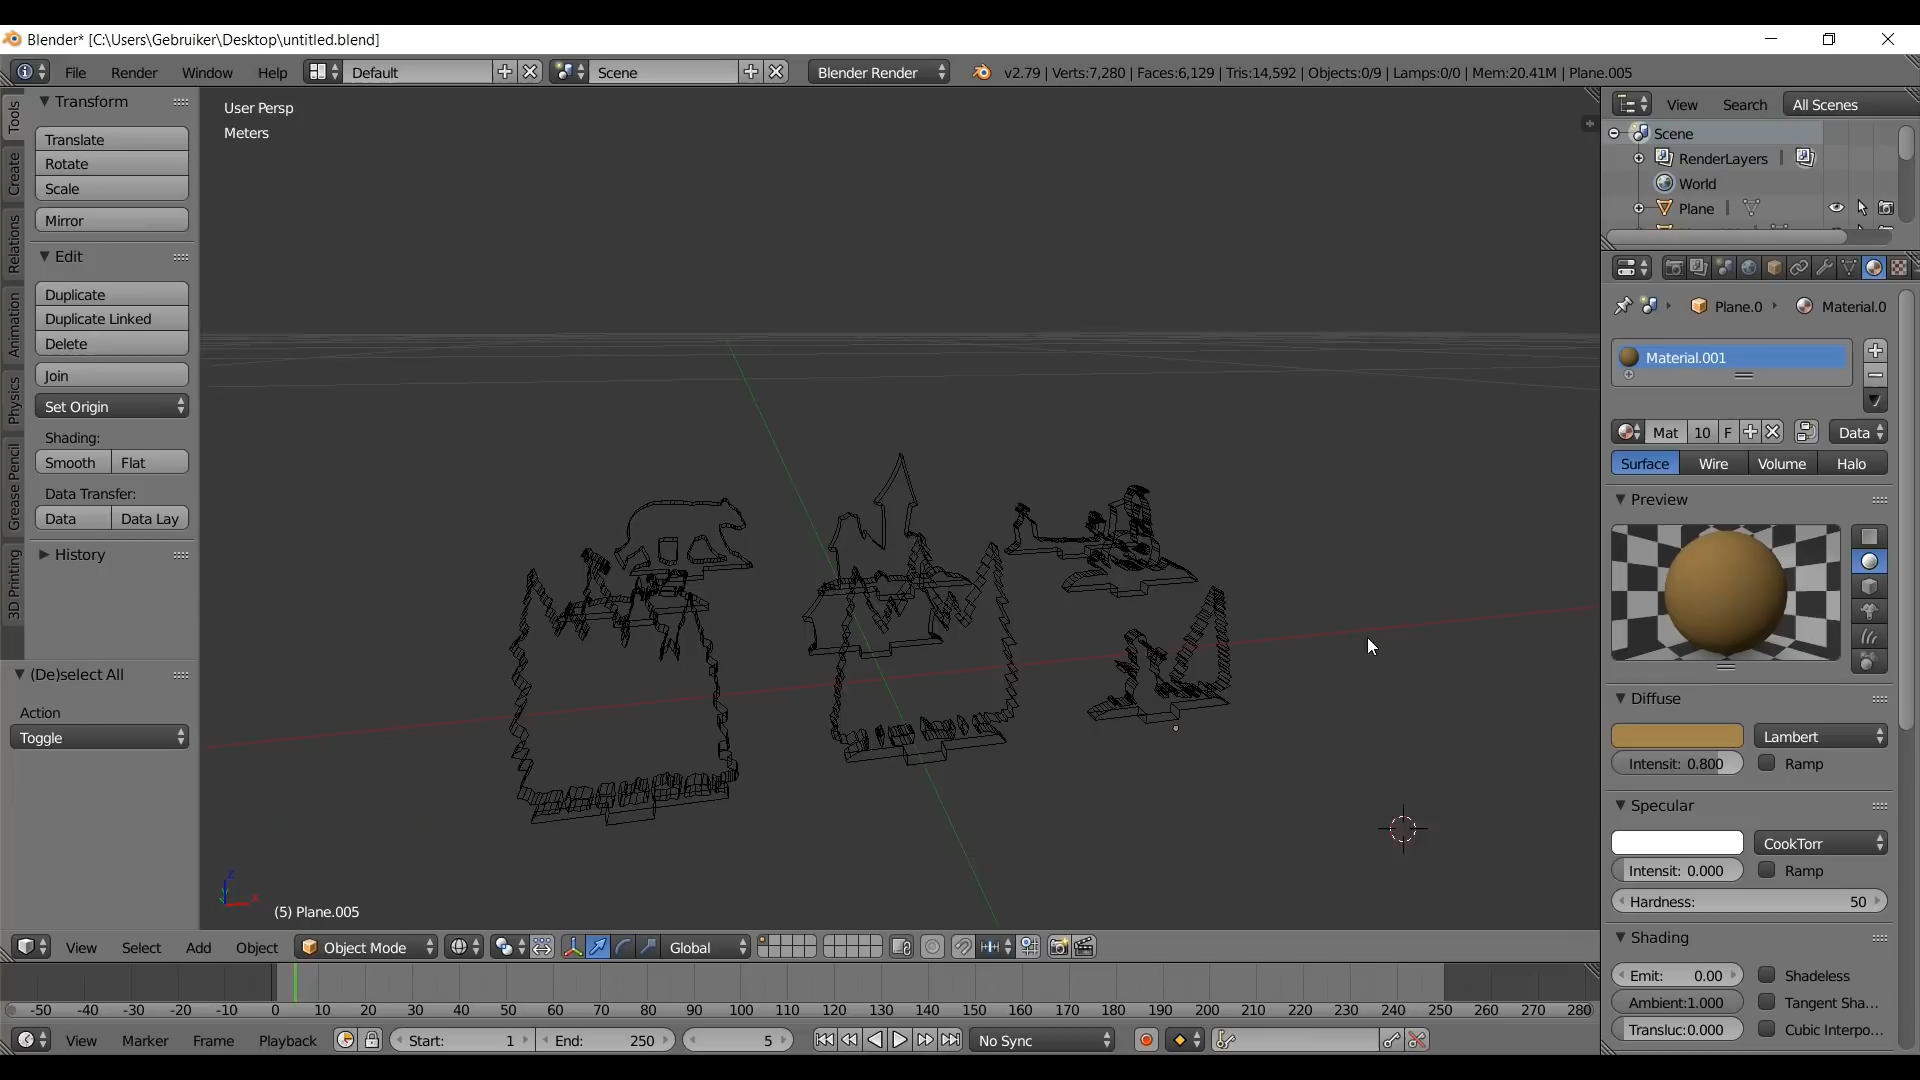 Blender* [C:\Users\Gebruiker\Desktop\untitled.blend]
File Render Window Help Default Scene Blender Render v2.79 | Verts:7,280 | Faces:6,129 | Tris:14,592 | Objects:0/9 | Lamps:0/0 | Mem:20.41M | Plane.005
Tools
Create
Relations
Animation
Physics
Grease Pencil
3D Printing
Transform
Translate
Rotate
Scale
Mirror
Edit
Duplicate
Duplicate Linked
Delete
Join
Set Origin
Shading:
Smooth Flat
Data Transfer:
Data Data Lay
History
(De)select All
Action
Toggle
User Persp
Meters
(5) Plane.005
View Search All Scenes
Scene
RenderLayers
World
Plane
Plane.0 Material.0
Material.001
Mat 10 F Data
Surface Wire Volume Halo
Preview
Diffuse
Lambert
Intensit: 0.800 Ramp
Specular
CookTorr
Intensit: 0.000 Ramp
Hardness: 50
Shading
Emit: 0.00 Shadeless
Ambient:1.000 Tangent Sha...
Transluc:0.000 Cubic Interpo...
View Select Add Object Object Mode Global
-50 -40 -30 -20 -10 0 10 20 30 40 50 60 70 80 90 100 110 120 130 140 150 160 170 180 190 200 210 220 230 240 250 260 270 280
View Marker Frame Playback Start: 1 End: 250 5 No Sync